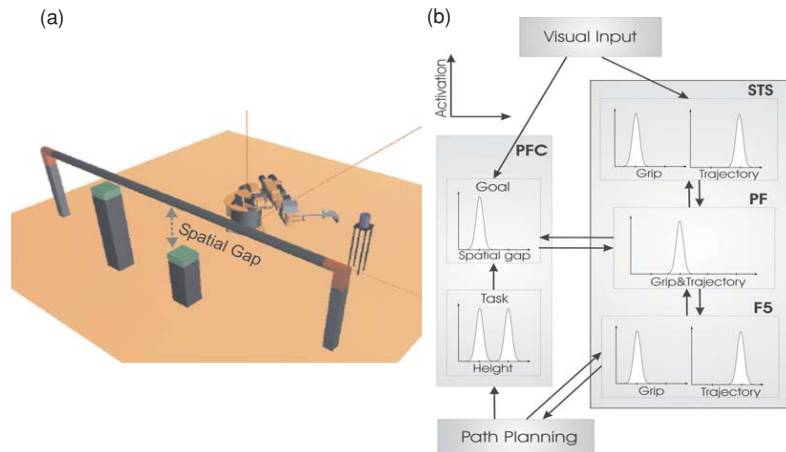 (a)
Spatial Gap
(b)
Visual Input
Activation
STS
Grip
Trajectory
PFC
Goal
Spatial gap
PF
Grip&Trajectory
Task
Height
F5
Grip
Trajectory
Path Planning